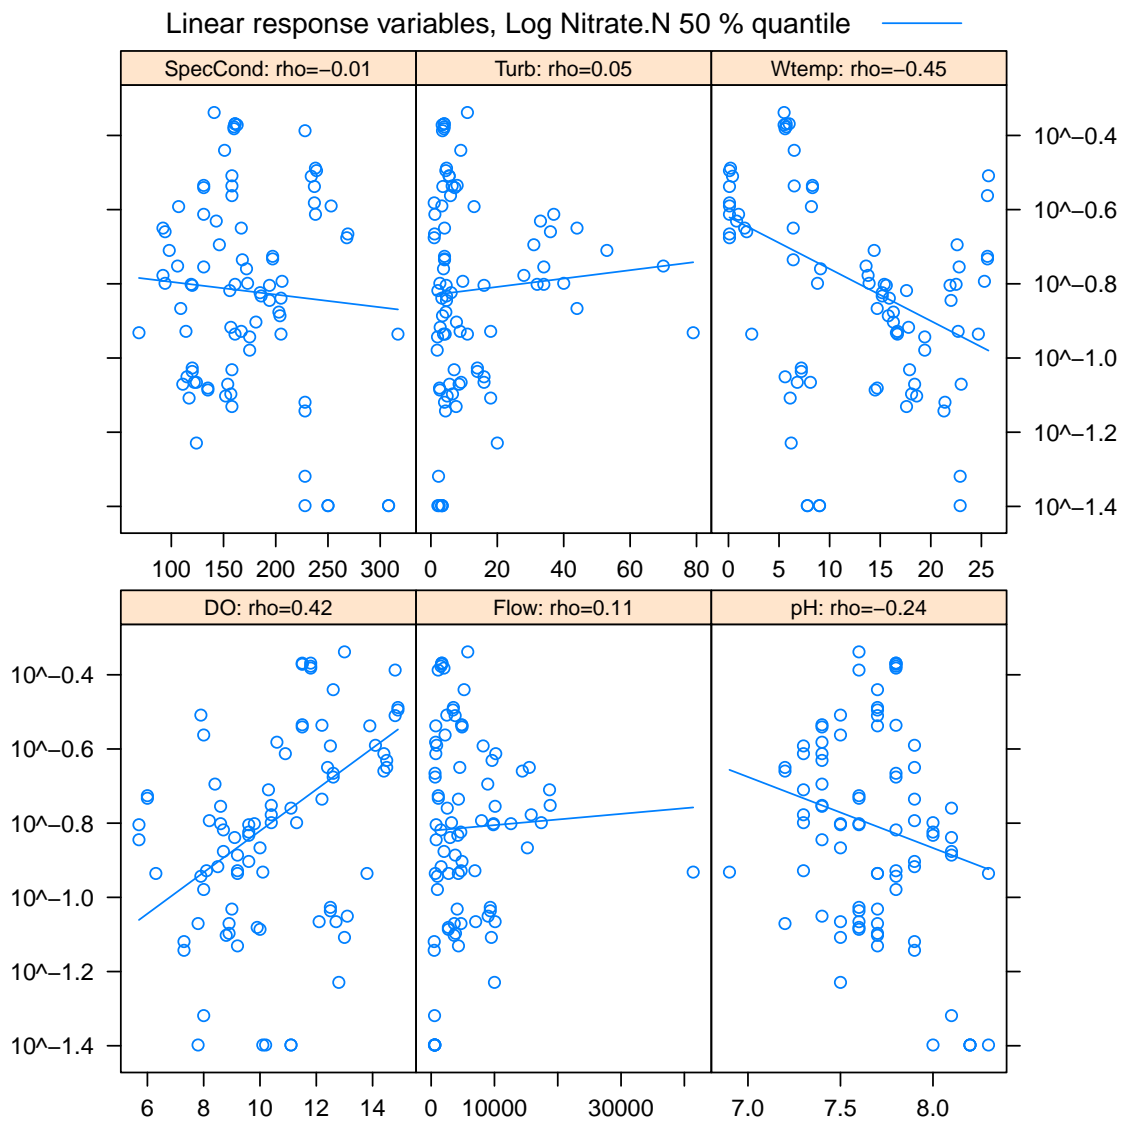 Linear response variables, Log Nitrate.N 50 % quantile
SpecCond: rho=−0.01 Turb: rho=0.05 Wtemp: rho=−0.45
10^−0.4
10^−0.6
10^−0.8
10^−1.0
10^−1.2
10^−1.4
100 150 200 250 300 0 20 40 60 80 0 5 10 15 20 25
DO: rho=0.42 Flow: rho=0.11 pH: rho=−0.24
10^−0.4
10^−0.6
10^−0.8
10^−1.0
10^−1.2
10^−1.4
6 8 10 12 14 0 10000 30000 7.0 7.5 8.0